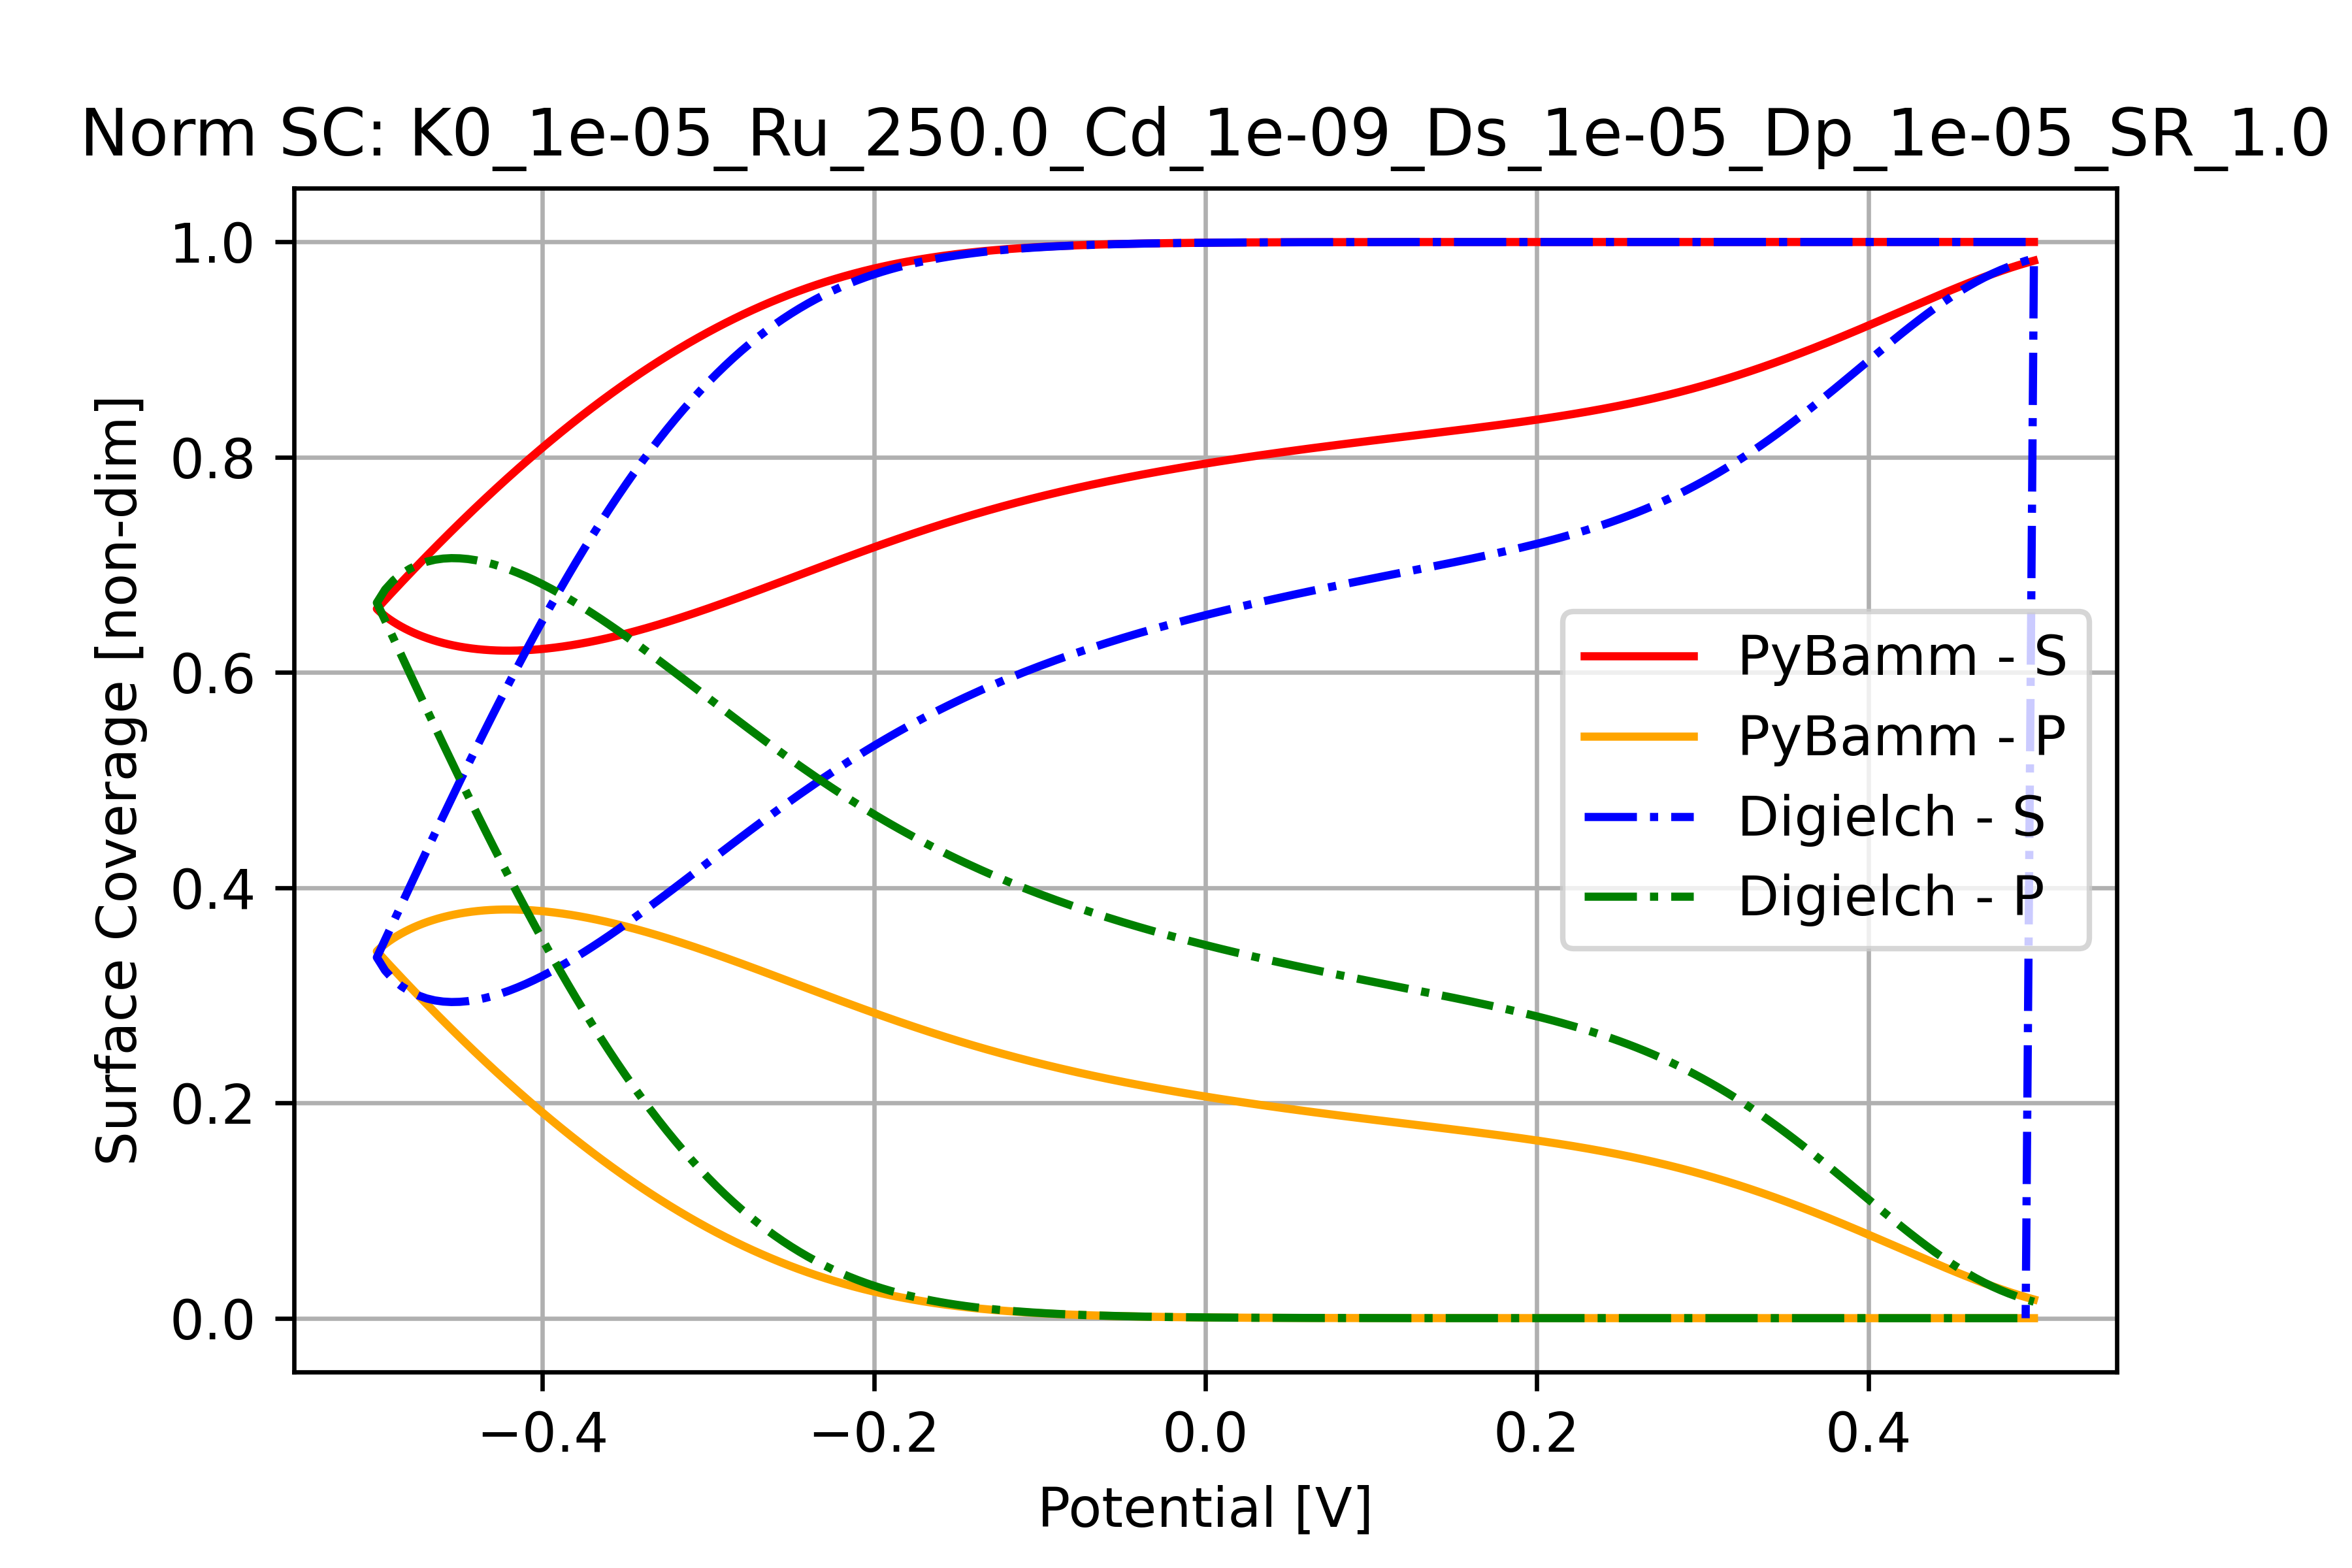 Norm SC: K0_1e-05_Ru_250.0_Cd_1e-09_Ds_1e-05_Dp_1e-05_SR_1.0
Surface Coverage [non-dim]
1.0
0.8
0.6
0.4
0.2
0.0
PyBamm - S
PyBamm - P
Digielch - S
Digielch - P
−0.4
−0.2
0.0
0.2
0.4
Potential [V]